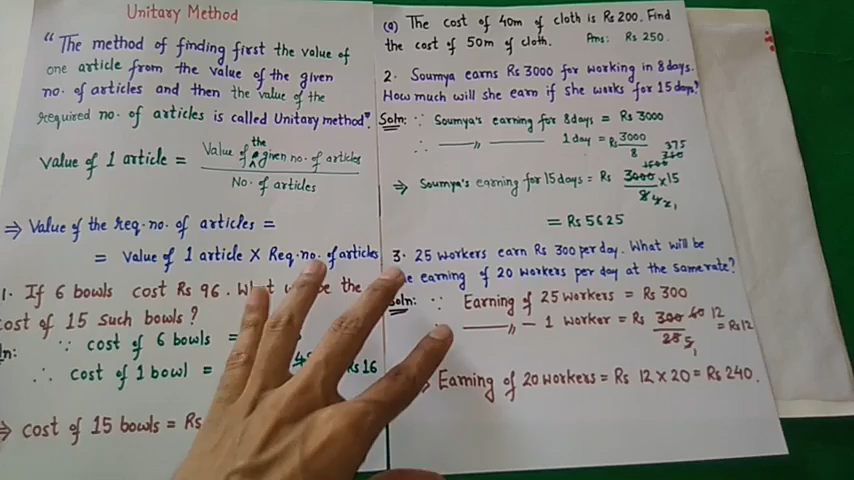 Unitary Method
"The method of finding first the value of
one article from the value of the given
no. of articles and then the value of the
required no. of articles is called Unitary method".
Value of 1 article = Value of the given no. of articles
No. of articles
⇒ Value of the req. no. of articles =
= Value of 1 article X Req. no. of articles
1. If 6 bowls cost Rs 96. the
cost of 15 such bowls?
∵ cost of 6 bowls =
∴ cost of 1 bowl = Rs 16
⇒ cost of 15 bowls = Rs
(a) The cost of 40m of cloth is Rs 200. Find
the cost of 50m of cloth. Ans: Rs 250.
2. Soumya earns Rs 3000 for working in 8 days.
How much will she earn if she works for 15 days?
Soln: ∵ Soumya's earning for 8 days = Rs 3000
∴ —〃— 1 day = Rs 3000
8
375
⇒ Soumya's earning for 15 days = Rs 3000 x 15
8
= Rs 5625
3. 25 workers earn Rs 300 per day. What will be
earning of 20 workers per day at the same rate?
Soln: ∵ Earning of 25 workers = Rs 300
—〃— 1 worker = Rs 300 60 12
25 5 1
= Rs 12
Earning of 20 workers = Rs 12 x 20 = Rs 240.